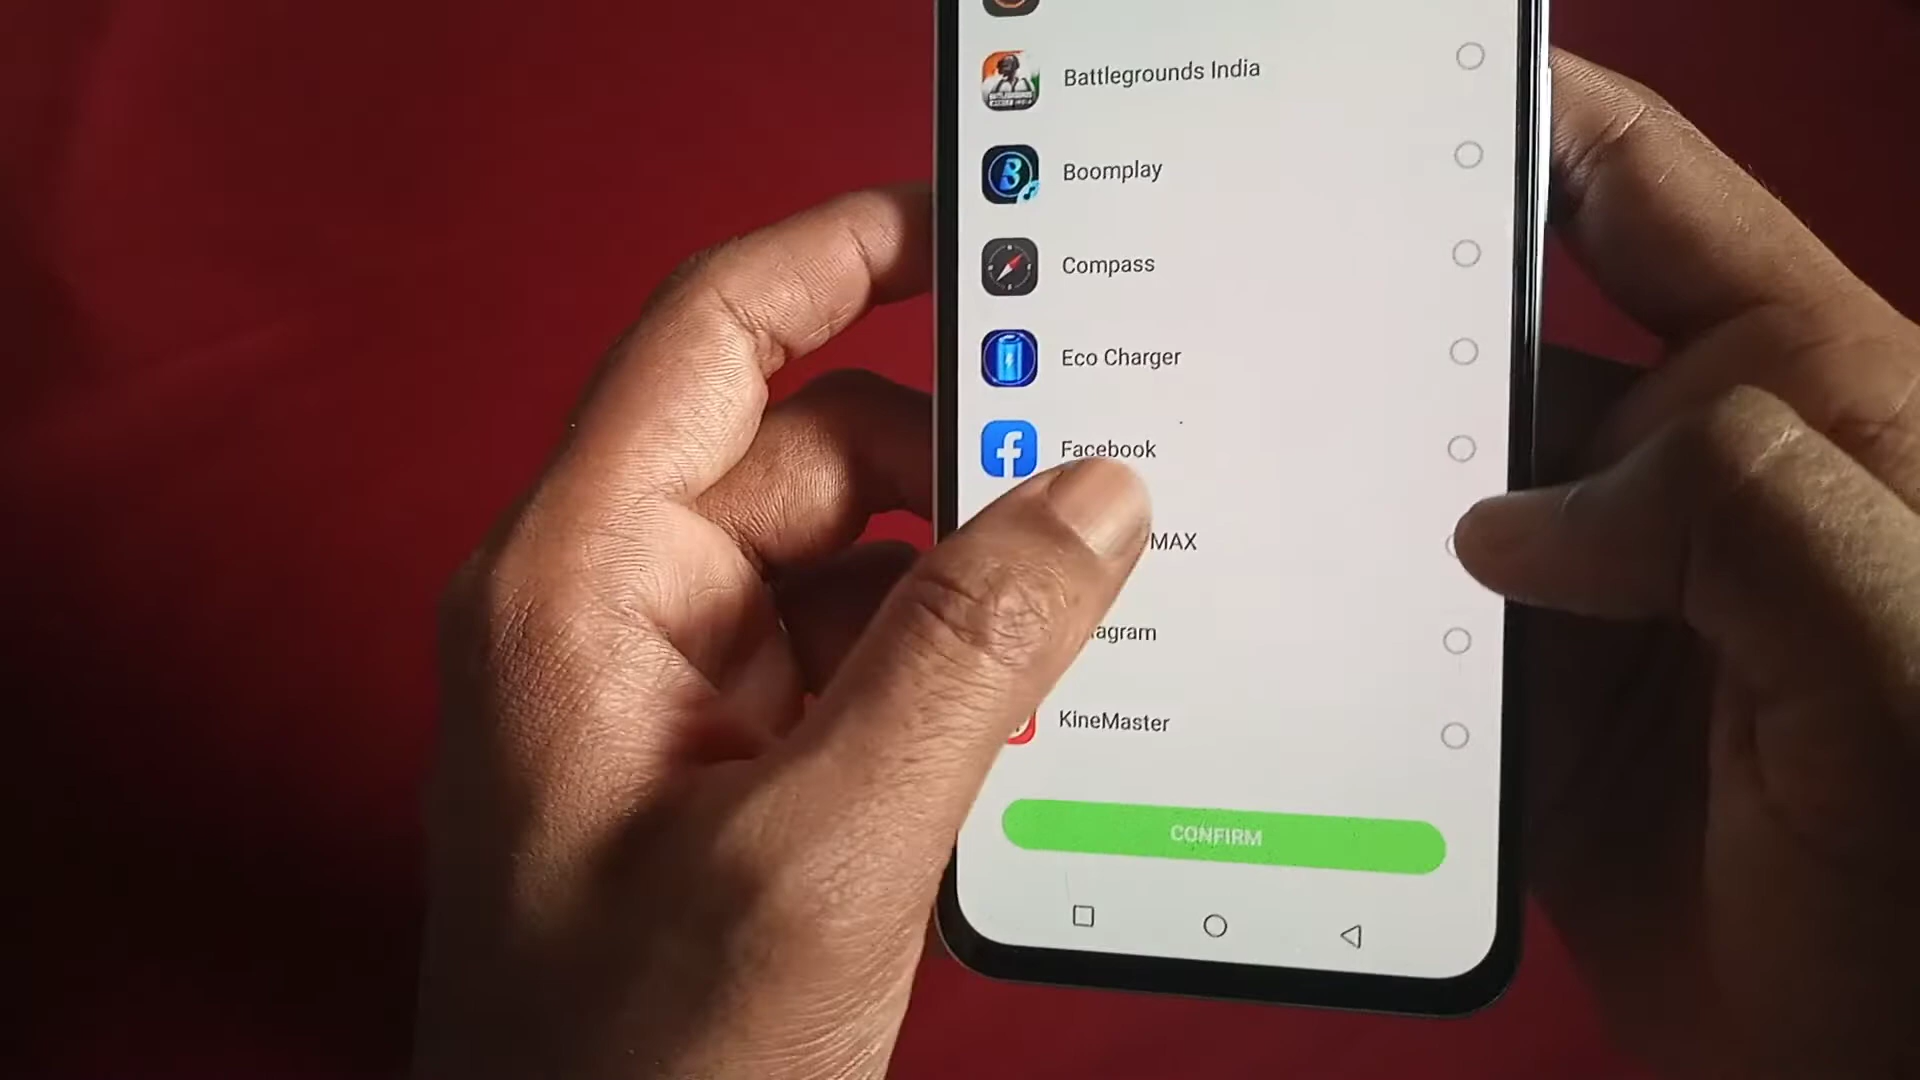 Battlegrounds India
Boomplay
Compass
Eco Charger
Facebook
MAX
agram
KineMaster
CONFIRM